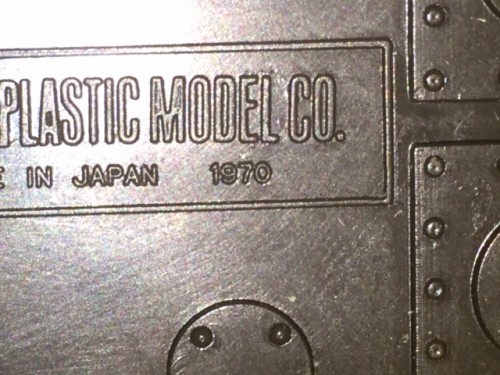 PLASTIC MODEL CO.
E IN JAPAN 1970